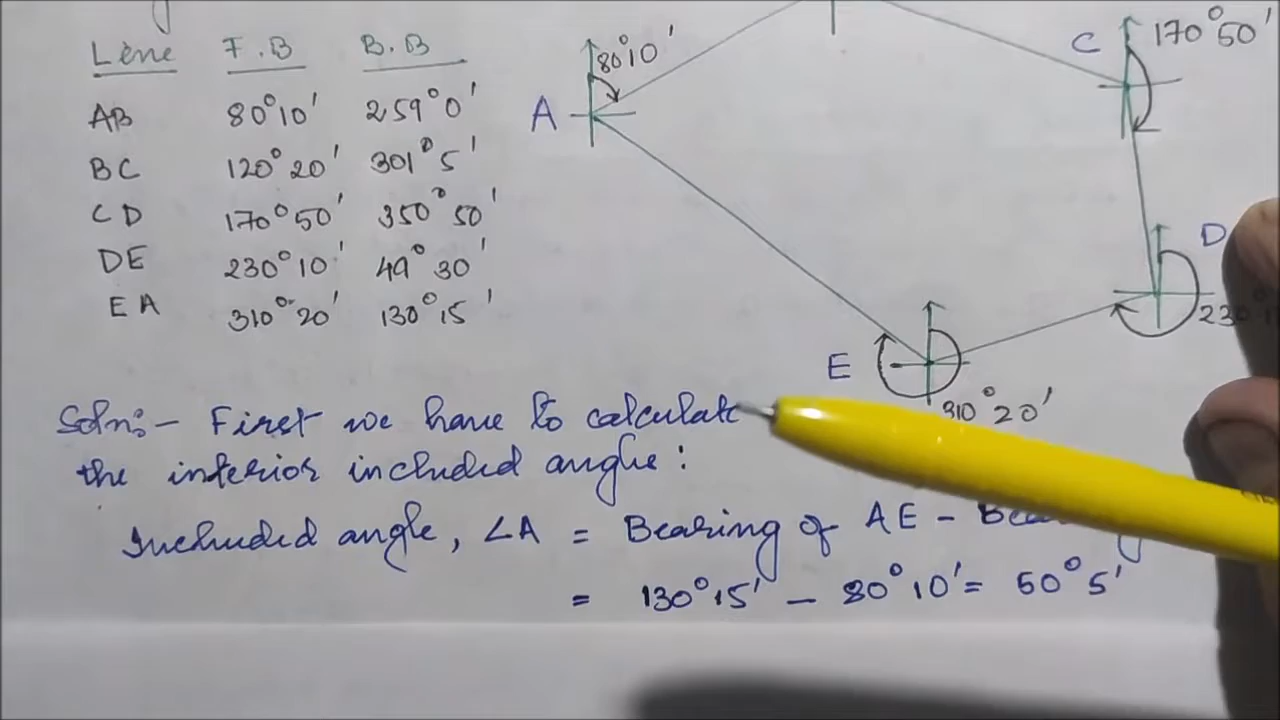 Line F.B B.B
AB 80°10' 259°0'
BC 120°20' 301°5'
CD 170°50' 350°50'
DE 230°10' 49°30'
EA 310°20' 130°15'
80°10'
A
C
170°50'
D
E
310°20'
Soln:- First we have to calculate
the interior included angle:
Included angle, ∠A = Bearing of AE -
= 130°15' - 80°10' = 50°5'